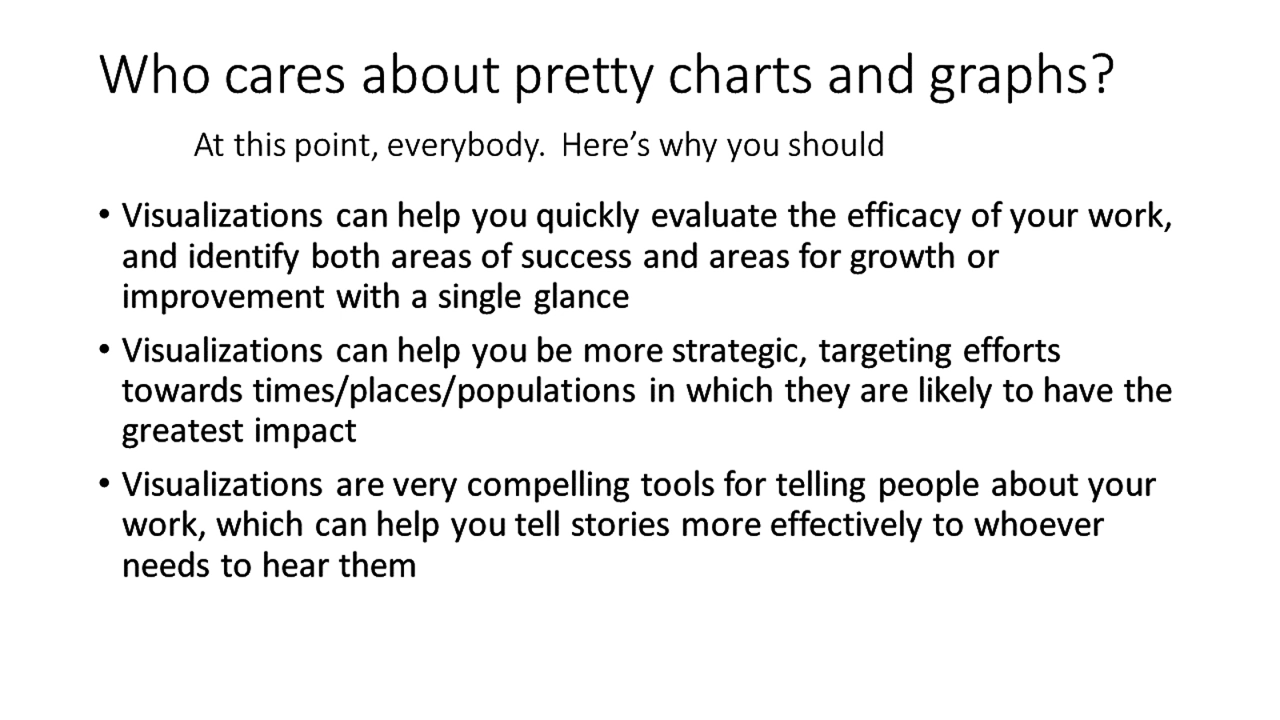 Who cares about pretty charts and graphs?
At this point, everybody.  Here’s why you should
• Visualizations can help you quickly evaluate the efficacy of your work,
and identify both areas of success and areas for growth or
improvement with a single glance
• Visualizations can help you be more strategic, targeting efforts
towards times/places/populations in which they are likely to have the
greatest impact
• Visualizations are very compelling tools for telling people about your
work, which can help you tell stories more effectively to whoever
needs to hear them